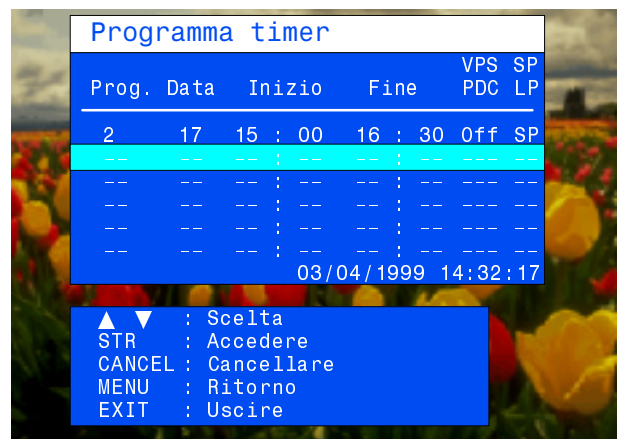 Programma timer
VPS SP
Prog. Data Inizio Fine PDC LP
2 17 15 : 00 16 : 30 Off SP
-- -- -- : -- -- : -- --- --
-- -- -- : -- -- : -- --- --
-- -- -- : -- -- : -- --- --
-- -- -- : -- -- : -- --- --
-- -- -- : -- -- : -- --- --
03/04/1999 14:32:17
▲ ▼ : Scelta
STR : Accedere
CANCEL : Cancellare
MENU : Ritorno
EXIT : Uscire